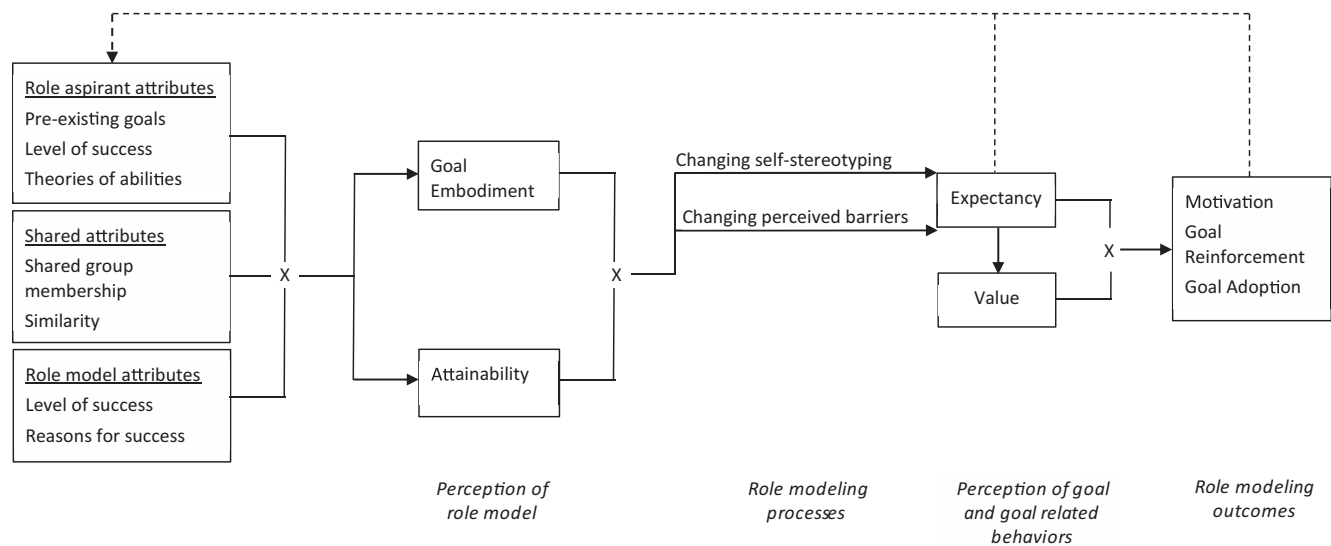 Role aspirant attributes
Pre-existing goals
Level of success
Theories of abilities
Shared attributes
Shared group
membership
Similarity
Role model attributes
Level of success
Reasons for success
X
Goal
Embodiment
Attainability
X
Changing self-stereotyping
Changing perceived barriers
Expectancy
Value
X
Motivation
Goal
Reinforcement
Goal Adoption
Perception of
role model
Role modeling
processes
Perception of goal
and goal related
behaviors
Role modeling
outcomes